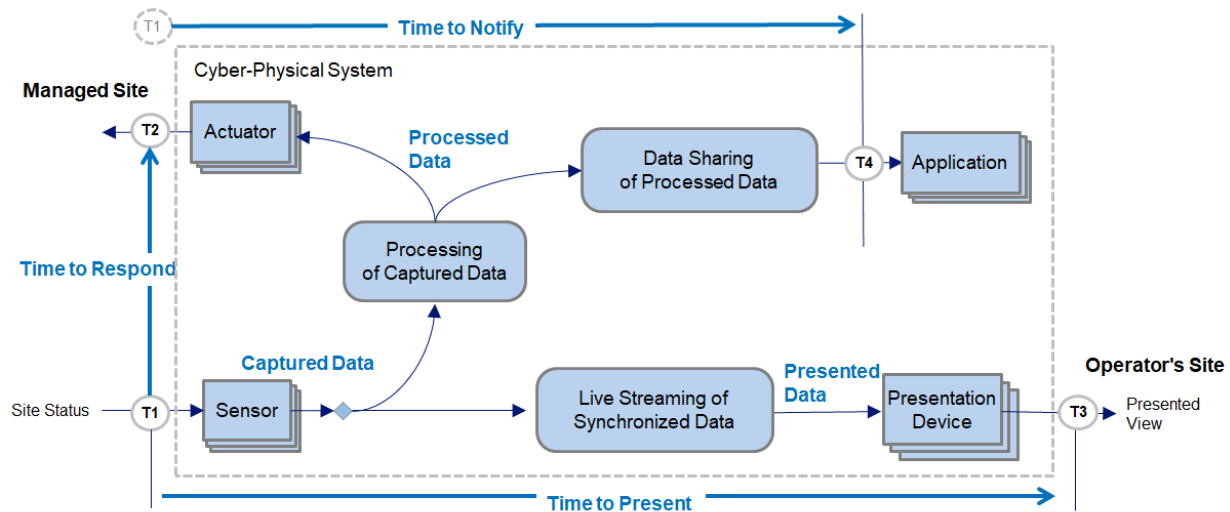 T1
Time to Notify
Cyber-Physical System
Managed Site
T2
Actuator
Processed
Data
Data Sharing
of Processed Data
T4
Application
Processing
of Captured Data
Time to Respond
Captured Data
Presented
Data
Operator's Site
Site Status
T1
Sensor
Live Streaming of
Synchronized Data
Presentation
Device
T3
Presented
View
Time to Present